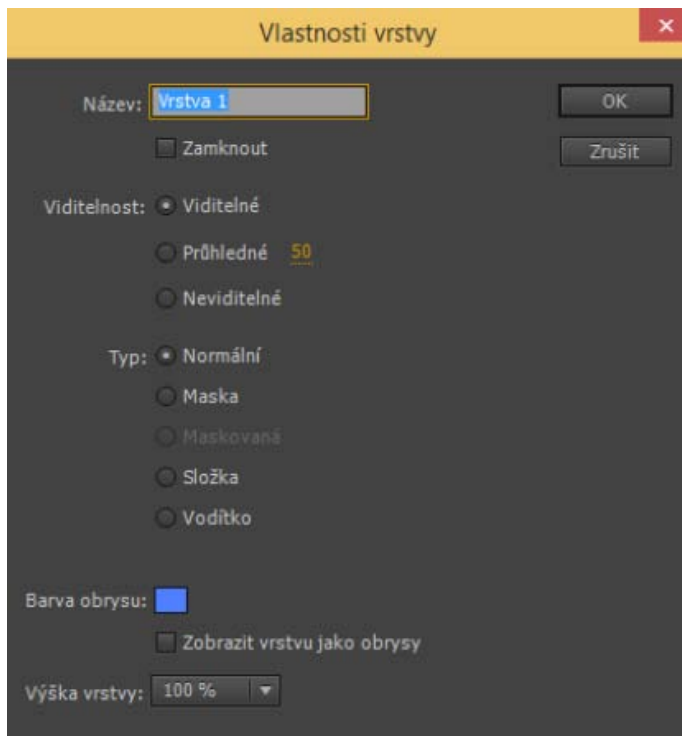 Vlastnosti vrstvy
Název: Vrstva 1
OK
Zamknout
Zrušit
Viditelnost: Viditelné
Průhledné 50
Neviditelné
Typ: Normální
Maska
Maskovaná
Složka
Vodítko
Barva obrysu:
Zobrazit vrstvu jako obrysy
Výška vrstvy: 100 %